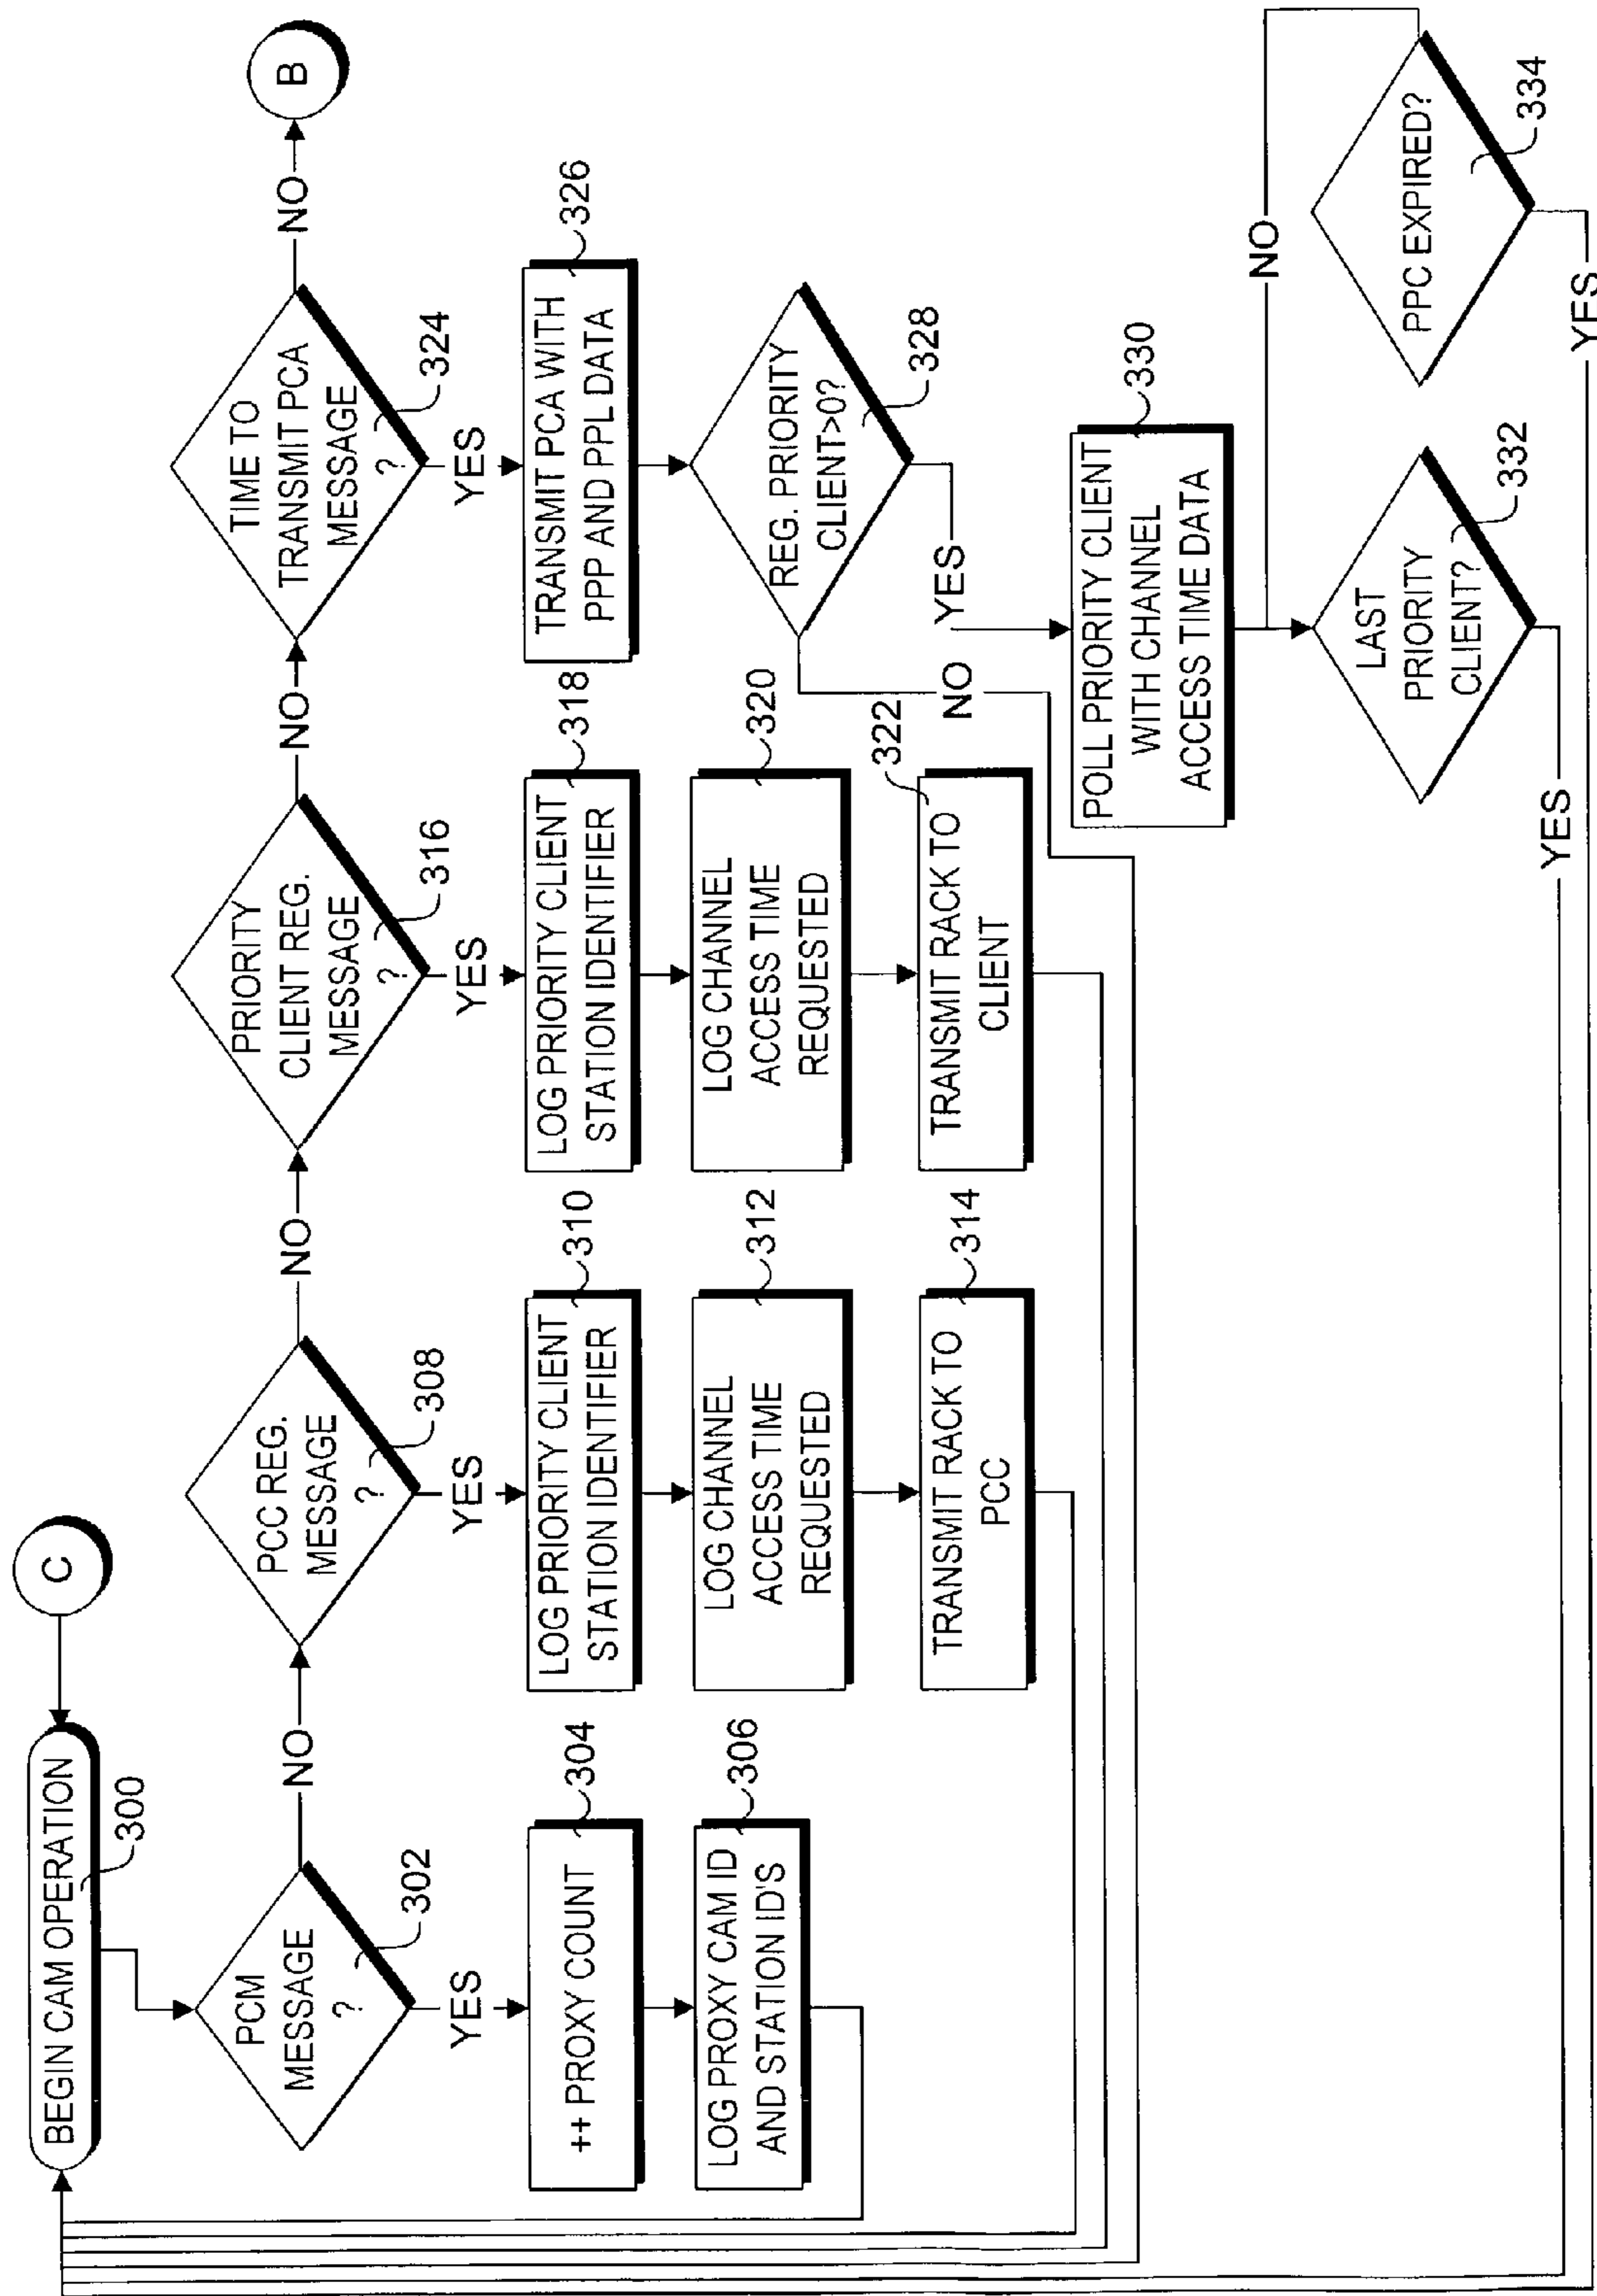 C
BEGIN CAM OPERATION
300
PCM
MESSAGE
?
302
NO
PCC REG.
MESSAGE
?
308
NO
PRIORITY
CLIENT REG.
MESSAGE
?
316
NO
TIME TO
TRANSMIT PCA
MESSAGE
?
324
NO
B
YES
++ PROXY COUNT
304
LOG PROXY CAM ID
AND STATION ID'S
306
YES
LOG PRIORITY CLIENT
STATION IDENTIFIER
310
LOG CHANNEL
ACCESS TIME
REQUESTED
312
TRANSMIT RACK TO
PCC
314
YES
LOG PRIORITY CLIENT
STATION IDENTIFIER
318
LOG CHANNEL
ACCESS TIME
REQUESTED
320
TRANSMIT RACK TO
CLIENT
322
YES
TRANSMIT PCA WITH
PPP AND PPL DATA
326
REG. PRIORITY
CLIENT>0?
328
NO
YES
POLL PRIORITY CLIENT
WITH CHANNEL
ACCESS TIME DATA
330
LAST
PRIORITY
CLIENT?
332
YES
NO
PPC EXPIRED?
334
YES